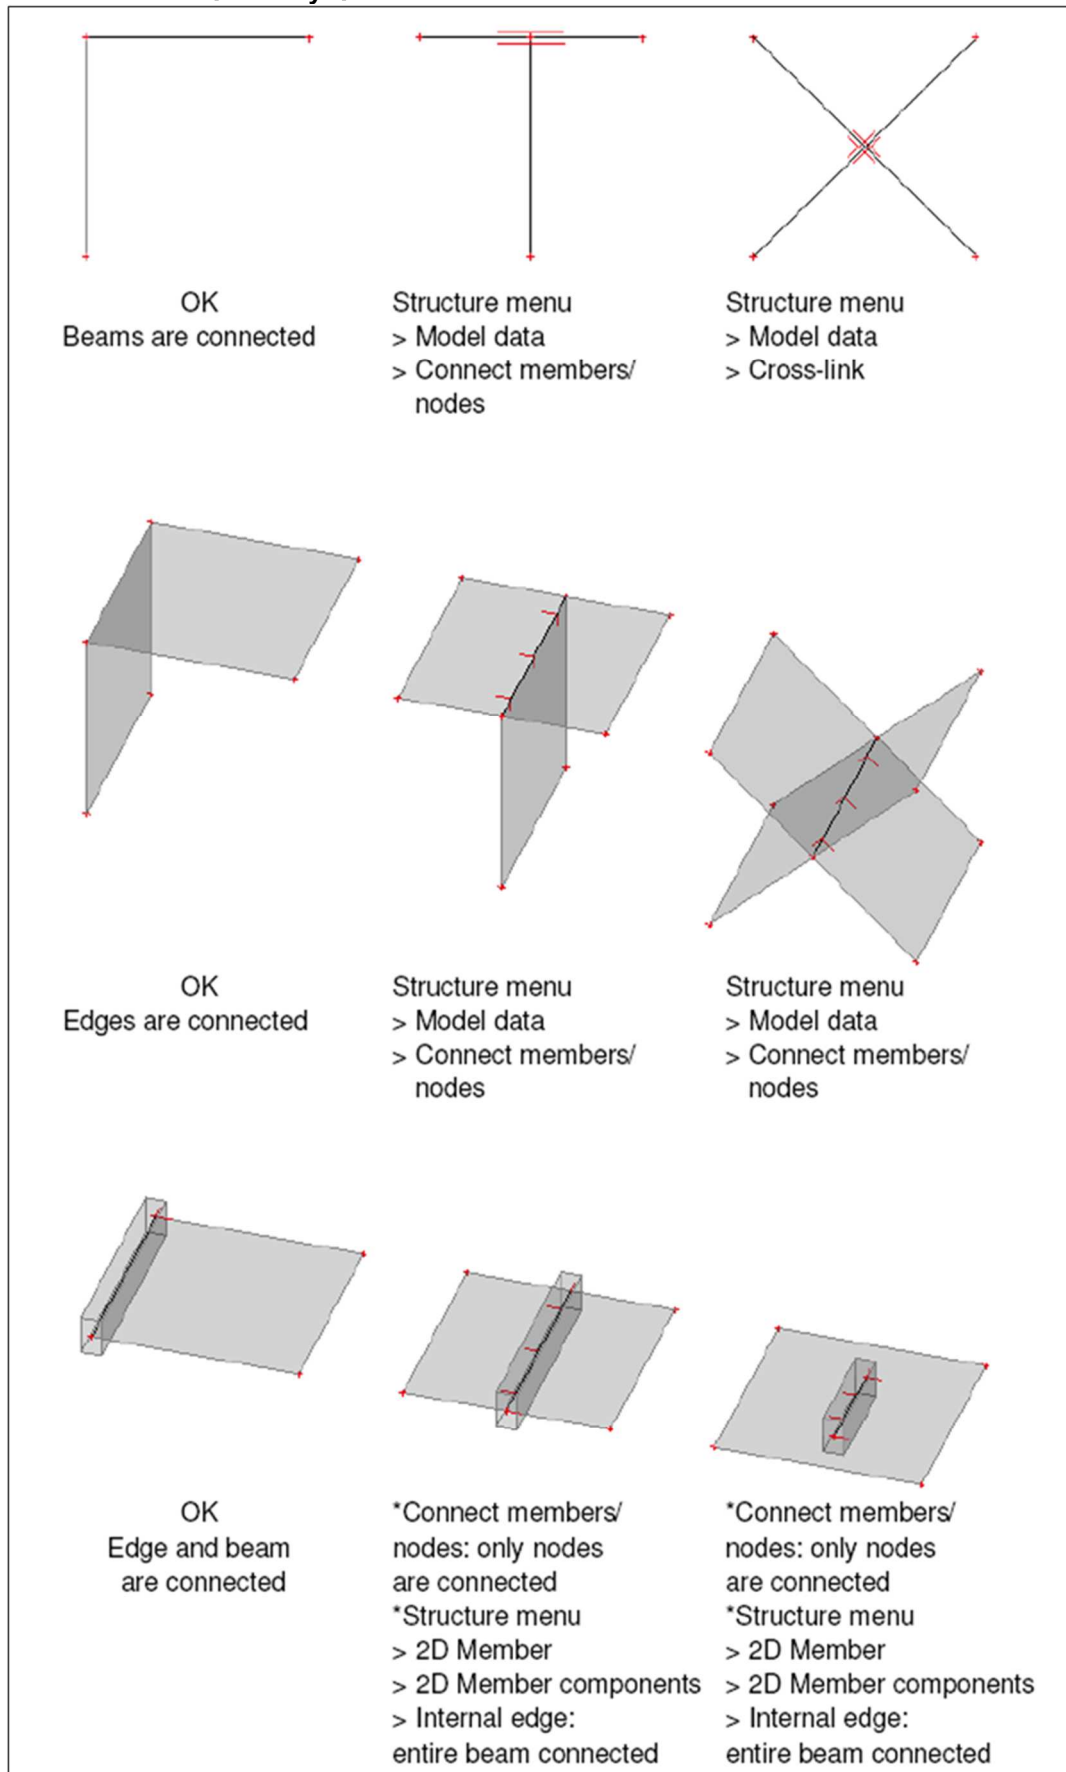 OK
Beams are connected
Structure menu
> Model data
> Connect members/
nodes
Structure menu
> Model data
> Cross-link
OK
Edges are connected
Structure menu
> Model data
> Connect members/
nodes
Structure menu
> Model data
> Connect members/
nodes
OK
Edge and beam
are connected
*Connect members/
nodes: only nodes
are connected
*Structure menu
> 2D Member
> 2D Member components
> Internal edge:
entire beam connected
*Connect members/
nodes: only nodes
are connected
*Structure menu
> 2D Member
> 2D Member components
> Internal edge:
entire beam connected